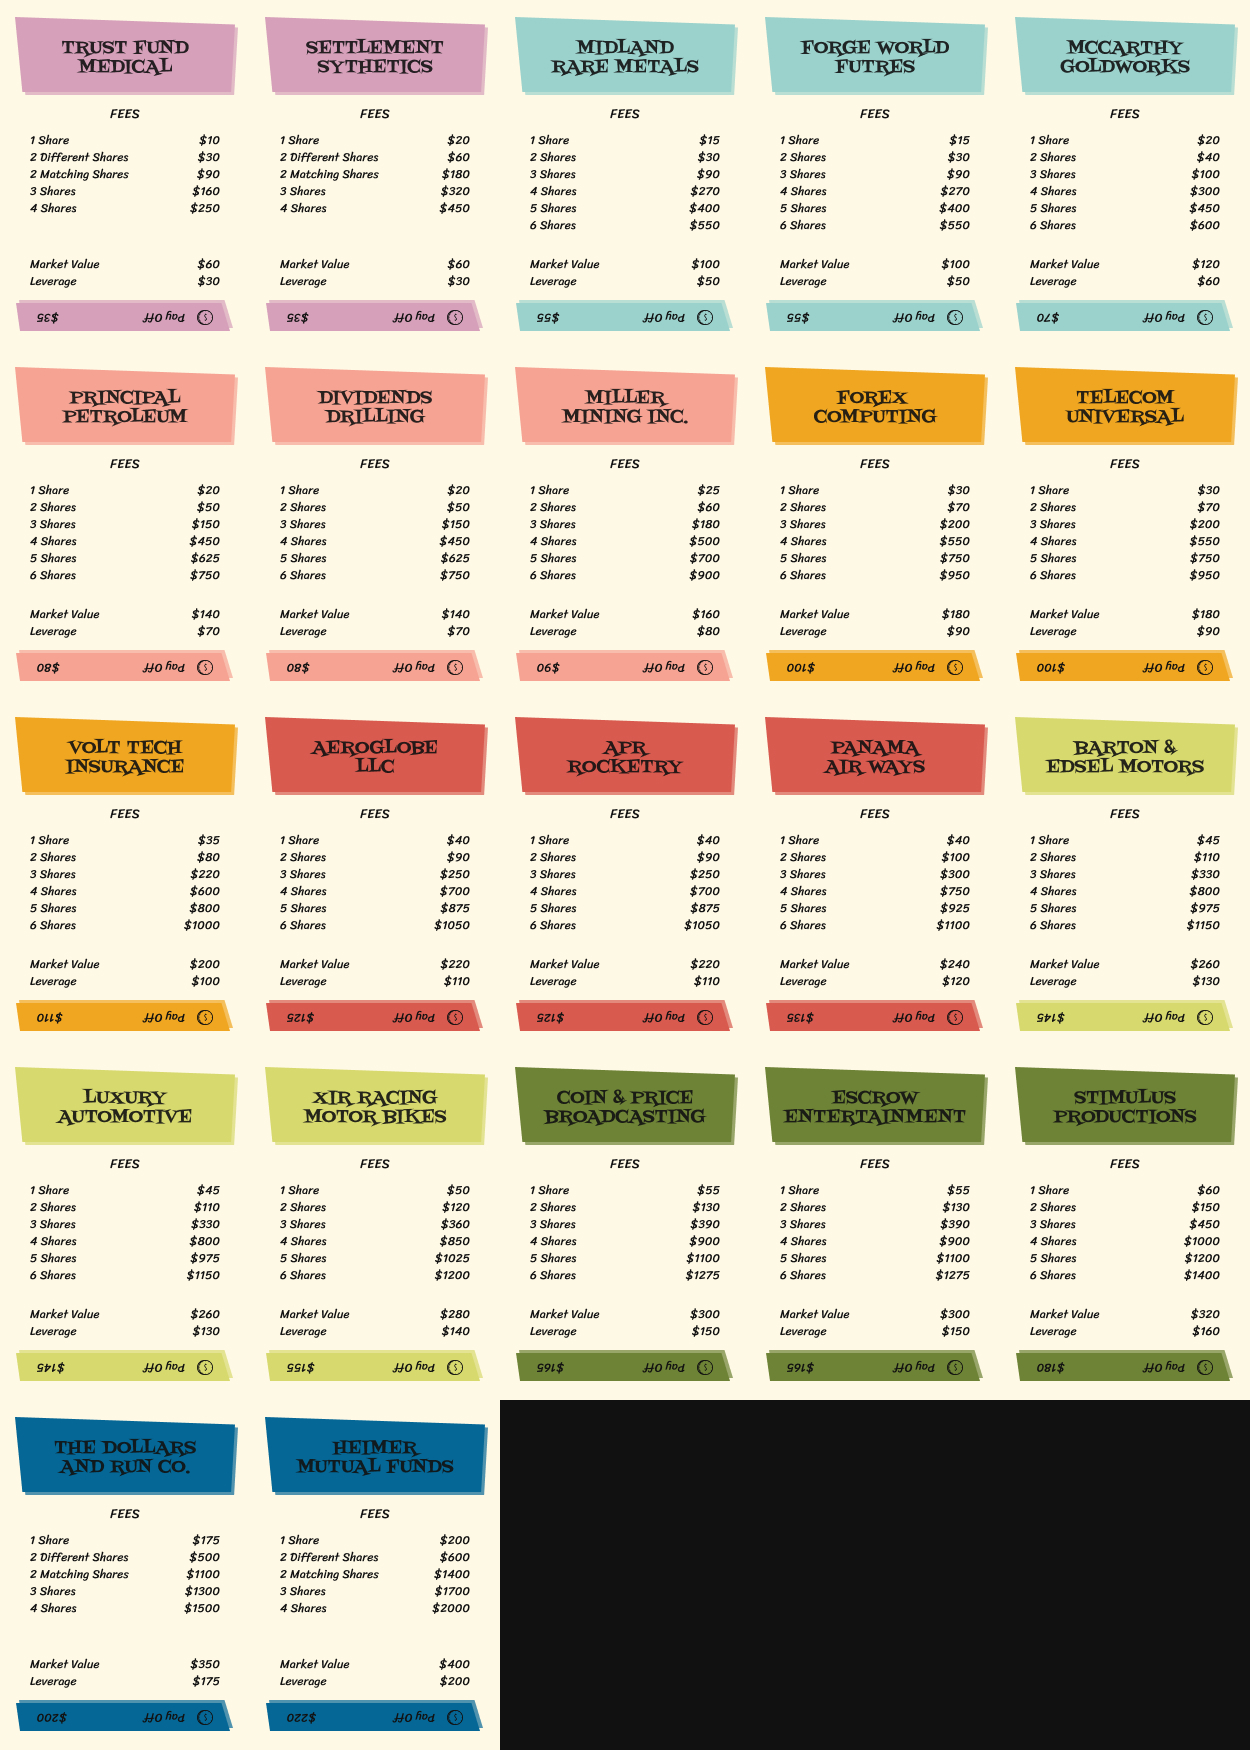 TRUST FUND
MEDICAL
FEES
1 Share $10
2 Different Shares $30
2 Matching Shares $90
3 Shares $160
4 Shares $250
Market Value $60
Leverage $30
Pay Off $35
SETTLEMENT
SYTHETICS
FEES
1 Share $20
2 Different Shares $60
2 Matching Shares $180
3 Shares $320
4 Shares $450
Market Value $60
Leverage $30
Pay Off $35
MIDLAND
RARE METALS
FEES
1 Share $15
2 Shares $30
3 Shares $90
4 Shares $270
5 Shares $400
6 Shares $550
Market Value $100
Leverage $50
Pay Off $55
FORGE WORLD
FUTRES
FEES
1 Share $15
2 Shares $30
3 Shares $90
4 Shares $270
5 Shares $400
6 Shares $550
Market Value $100
Leverage $50
Pay Off $55
MCCARTHY
GOLDWORKS
FEES
1 Share $20
2 Shares $40
3 Shares $100
4 Shares $300
5 Shares $450
6 Shares $600
Market Value $120
Leverage $60
Pay Off $70
PRINCIPAL
PETROLEUM
FEES
1 Share $20
2 Shares $50
3 Shares $150
4 Shares $450
5 Shares $625
6 Shares $750
Market Value $140
Leverage $70
Pay Off $80
DIVIDENDS
DRILLING
FEES
1 Share $20
2 Shares $50
3 Shares $150
4 Shares $450
5 Shares $625
6 Shares $750
Market Value $140
Leverage $70
Pay Off $80
MILLER
MINING INC.
FEES
1 Share $25
2 Shares $60
3 Shares $180
4 Shares $500
5 Shares $700
6 Shares $900
Market Value $160
Leverage $80
Pay Off $90
FOREX
COMPUTING
FEES
1 Share $30
2 Shares $70
3 Shares $200
4 Shares $550
5 Shares $750
6 Shares $950
Market Value $180
Leverage $90
Pay Off $100
TELECOM
UNIVERSAL
FEES
1 Share $30
2 Shares $70
3 Shares $200
4 Shares $550
5 Shares $750
6 Shares $950
Market Value $180
Leverage $90
Pay Off $100
VOLT TECH
INSURANCE
FEES
1 Share $35
2 Shares $80
3 Shares $220
4 Shares $600
5 Shares $800
6 Shares $1000
Market Value $200
Leverage $100
Pay Off $110
AEROGLOBE
LLC
FEES
1 Share $40
2 Shares $90
3 Shares $250
4 Shares $700
5 Shares $875
6 Shares $1050
Market Value $220
Leverage $110
Pay Off $125
APR
ROCKETRY
FEES
1 Share $40
2 Shares $90
3 Shares $250
4 Shares $700
5 Shares $875
6 Shares $1050
Market Value $220
Leverage $110
Pay Off $125
PANAMA
AIR WAYS
FEES
1 Share $40
2 Shares $100
3 Shares $300
4 Shares $750
5 Shares $925
6 Shares $1100
Market Value $240
Leverage $120
Pay Off $135
BARTON &
EDSEL MOTORS
FEES
1 Share $45
2 Shares $110
3 Shares $330
4 Shares $800
5 Shares $975
6 Shares $1150
Market Value $260
Leverage $130
Pay Off $145
LUXURY
AUTOMOTIVE
FEES
1 Share $45
2 Shares $110
3 Shares $330
4 Shares $800
5 Shares $975
6 Shares $1150
Market Value $260
Leverage $130
Pay Off $145
XIR RACING
MOTOR BIKES
FEES
1 Share $50
2 Shares $120
3 Shares $360
4 Shares $850
5 Shares $1025
6 Shares $1200
Market Value $280
Leverage $140
Pay Off $155
COIN & PRICE
BROADCASTING
FEES
1 Share $55
2 Shares $130
3 Shares $390
4 Shares $900
5 Shares $1100
6 Shares $1275
Market Value $300
Leverage $150
Pay Off $165
ESCROW
ENTERTAINMENT
FEES
1 Share $55
2 Shares $130
3 Shares $390
4 Shares $900
5 Shares $1100
6 Shares $1275
Market Value $300
Leverage $150
Pay Off $165
STIMULUS
PRODUCTIONS
FEES
1 Share $60
2 Shares $150
3 Shares $450
4 Shares $1000
5 Shares $1200
6 Shares $1400
Market Value $320
Leverage $160
Pay Off $180
THE DOLLARS
AND RUN CO.
FEES
1 Share $175
2 Different Shares $500
2 Matching Shares $1100
3 Shares $1300
4 Shares $1500
Market Value $350
Leverage $175
Pay Off $200
HEIMER
MUTUAL FUNDS
FEES
1 Share $200
2 Different Shares $600
2 Matching Shares $1400
3 Shares $1700
4 Shares $2000
Market Value $400
Leverage $200
Pay Off $220